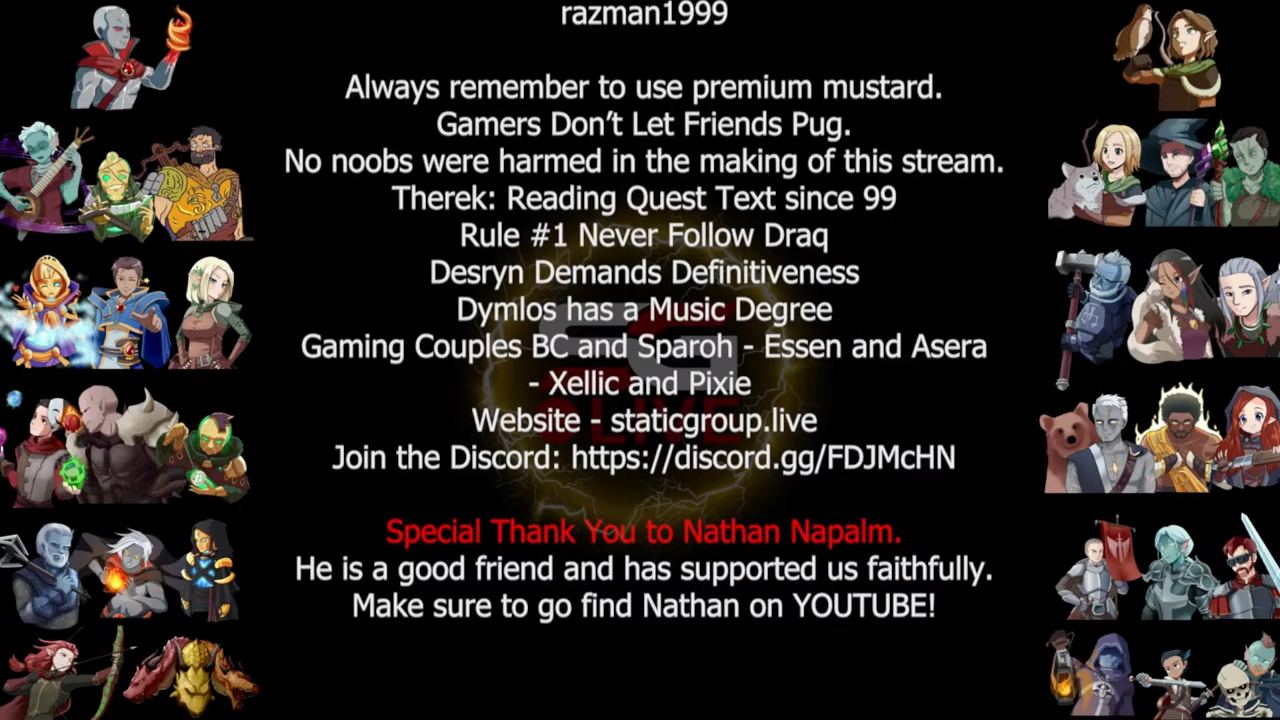 razman1999
Always remember to use premium mustard.
Gamers Don't Let Friends Pug.
No noobs were harmed in the making of this stream.
Therek: Reading Quest Text since 99
Rule #1 Never Follow Draq
Desryn Demands Definitiveness
Dymlos has a Music Degree
Gaming Couples BC and Sparoh - Essen and Asera
- Xellic and Pixie
Website - staticgroup.live
Join the Discord: https://discord.gg/FDJMcHN
Special Thank You to Nathan Napalm.
He is a good friend and has supported us faithfully.
Make sure to go find Nathan on YOUTUBE!
SG
LIVE